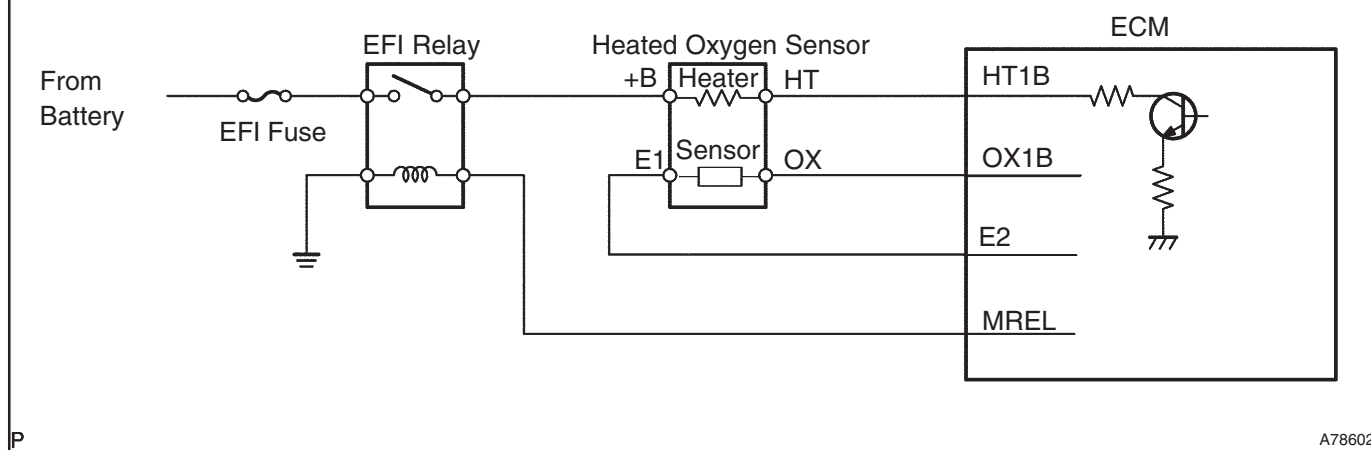 ECM
EFI Relay
Heated Oxygen Sensor
From
Battery
+B
Heater
HT
HT1B
EFI Fuse
E1
Sensor
OX
OX1B
E2
MREL
P
A78602